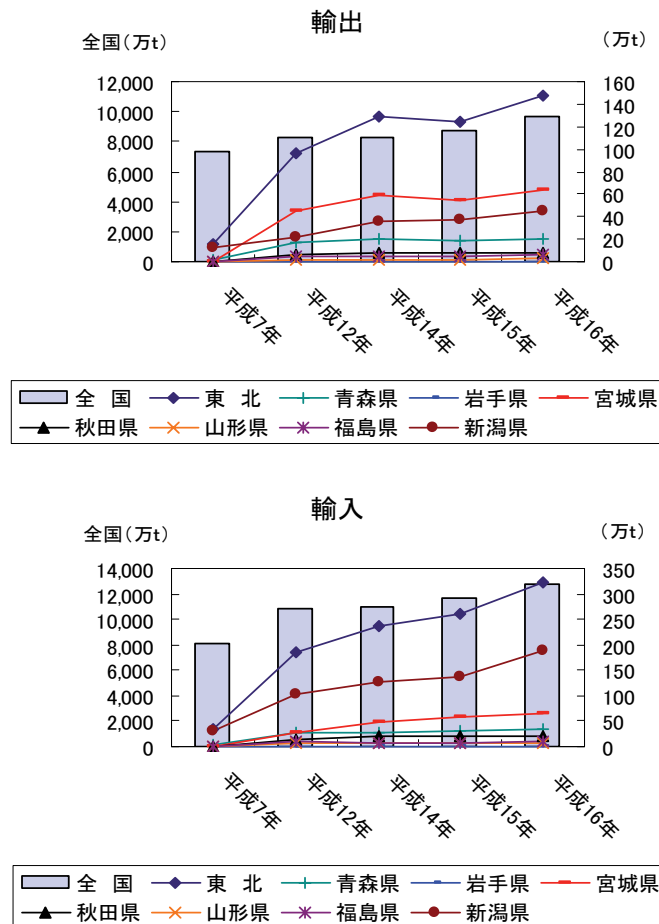 輸出
全国(万t) (万t)
12,000 160
10,000 140
8,000 120
6,000 100
4,000 80
2,000 60
0 40
20
0
平成7年 平成12年 平成14年 平成15年 平成16年
全 国 東 北 青森県 岩手県 宮城県
秋田県 山形県 福島県 新潟県
輸入
全国(万t) (万t)
14,000 350
12,000 300
10,000 250
8,000 200
6,000 150
4,000 100
2,000 50
0 0
平成7年 平成12年 平成14年 平成15年 平成16年
全 国 東 北 青森県 岩手県 宮城県
秋田県 山形県 福島県 新潟県